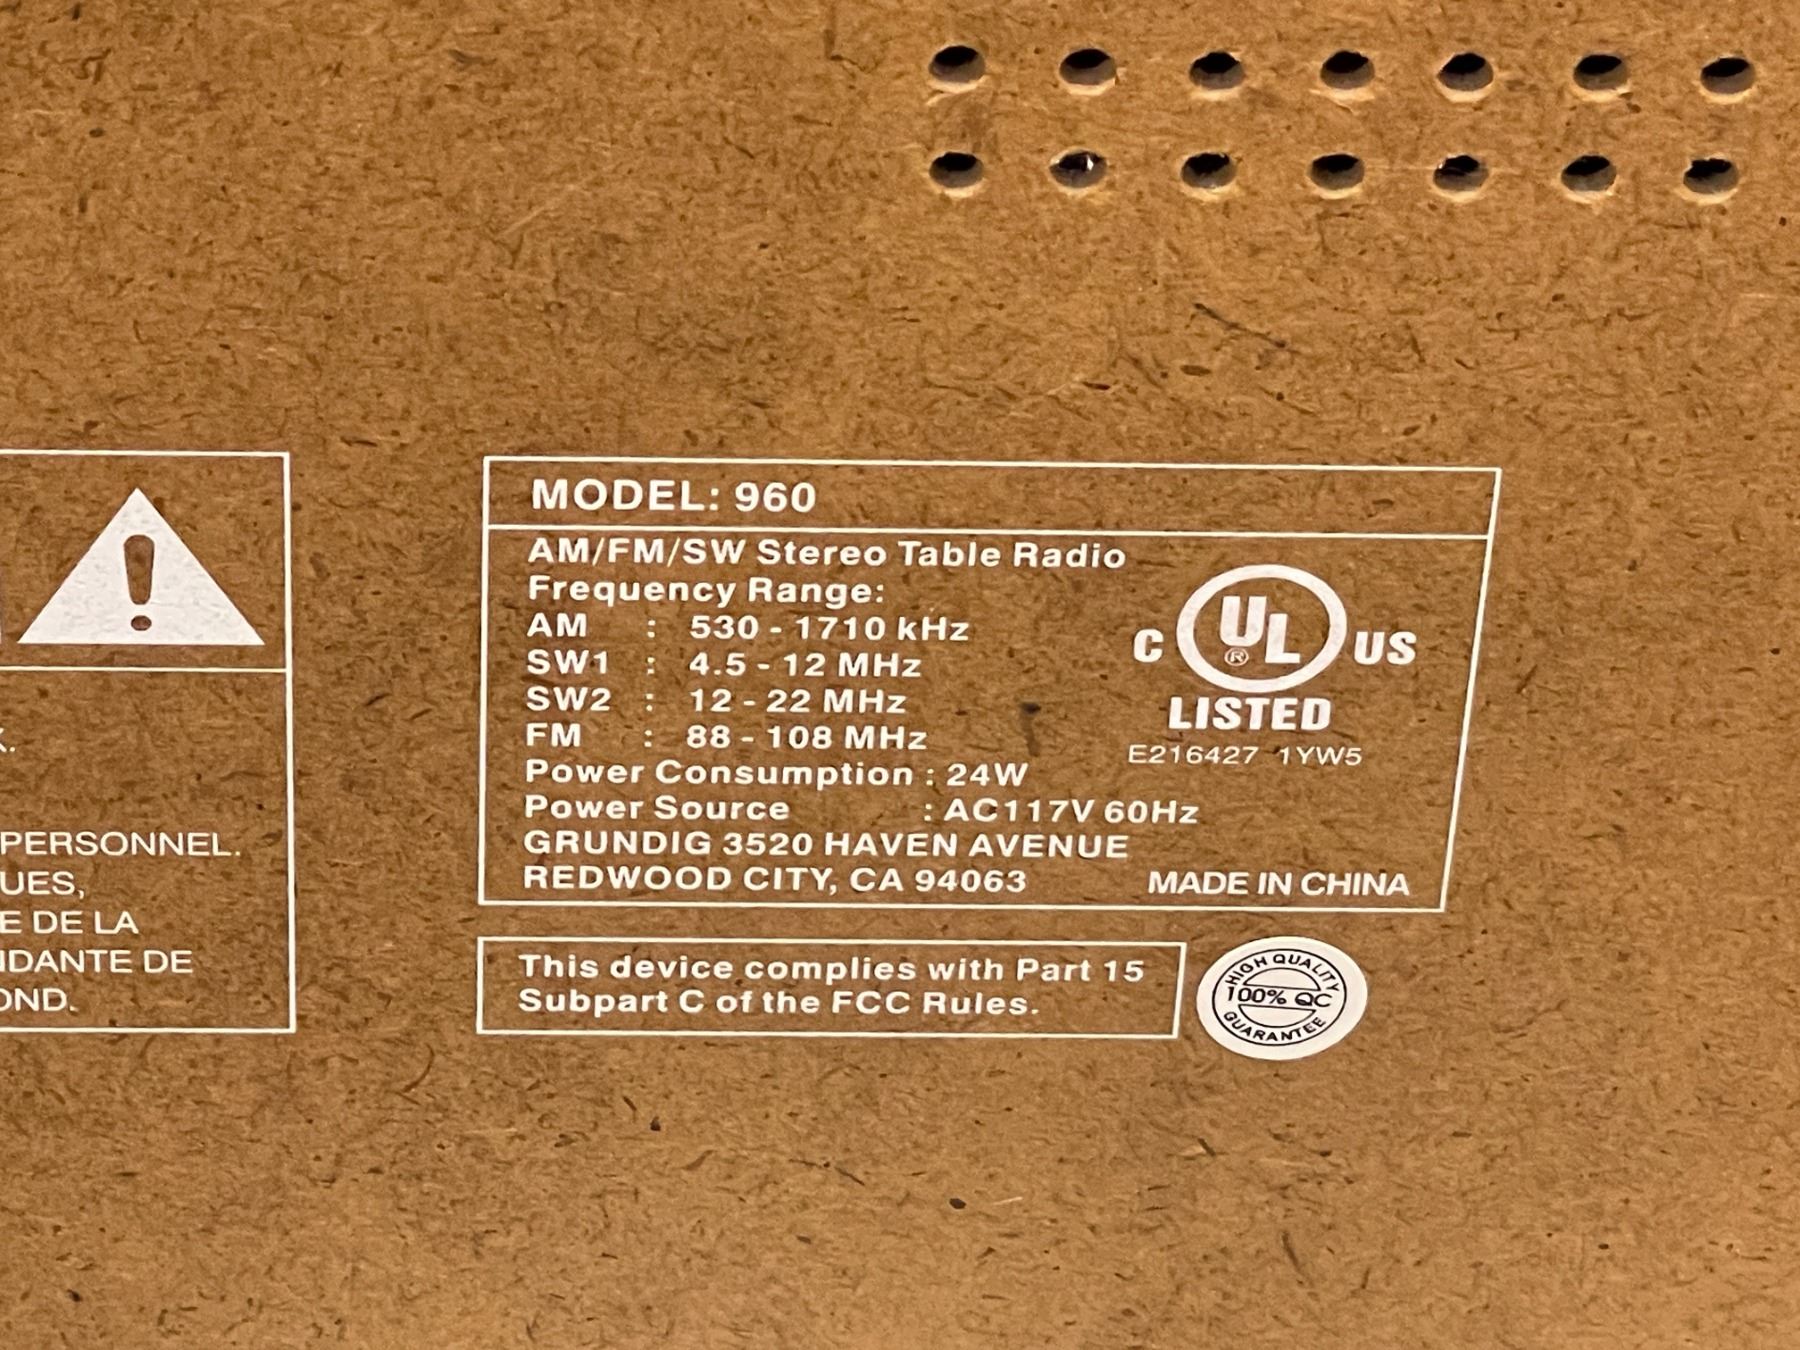 K.
PERSONNEL.
UES,
E DE LA
IDANTE DE
OND.
MODEL: 960
AM/FM/SW Stereo Table Radio
Frequency Range:
AM : 530 - 1710 kHz
SW1 : 4.5 - 12 MHz
SW2 : 12 - 22 MHz
FM : 88 - 108 MHz
Power Consumption : 24W
Power Source : AC117V 60Hz
GRUNDIG 3520 HAVEN AVENUE
REDWOOD CITY, CA 94063
C UL ® US
LISTED
E216427 1YW5
MADE IN CHINA
This device complies with Part 15
Subpart C of the FCC Rules.
HIGH QUALITY
100% QC
GUARANTEE